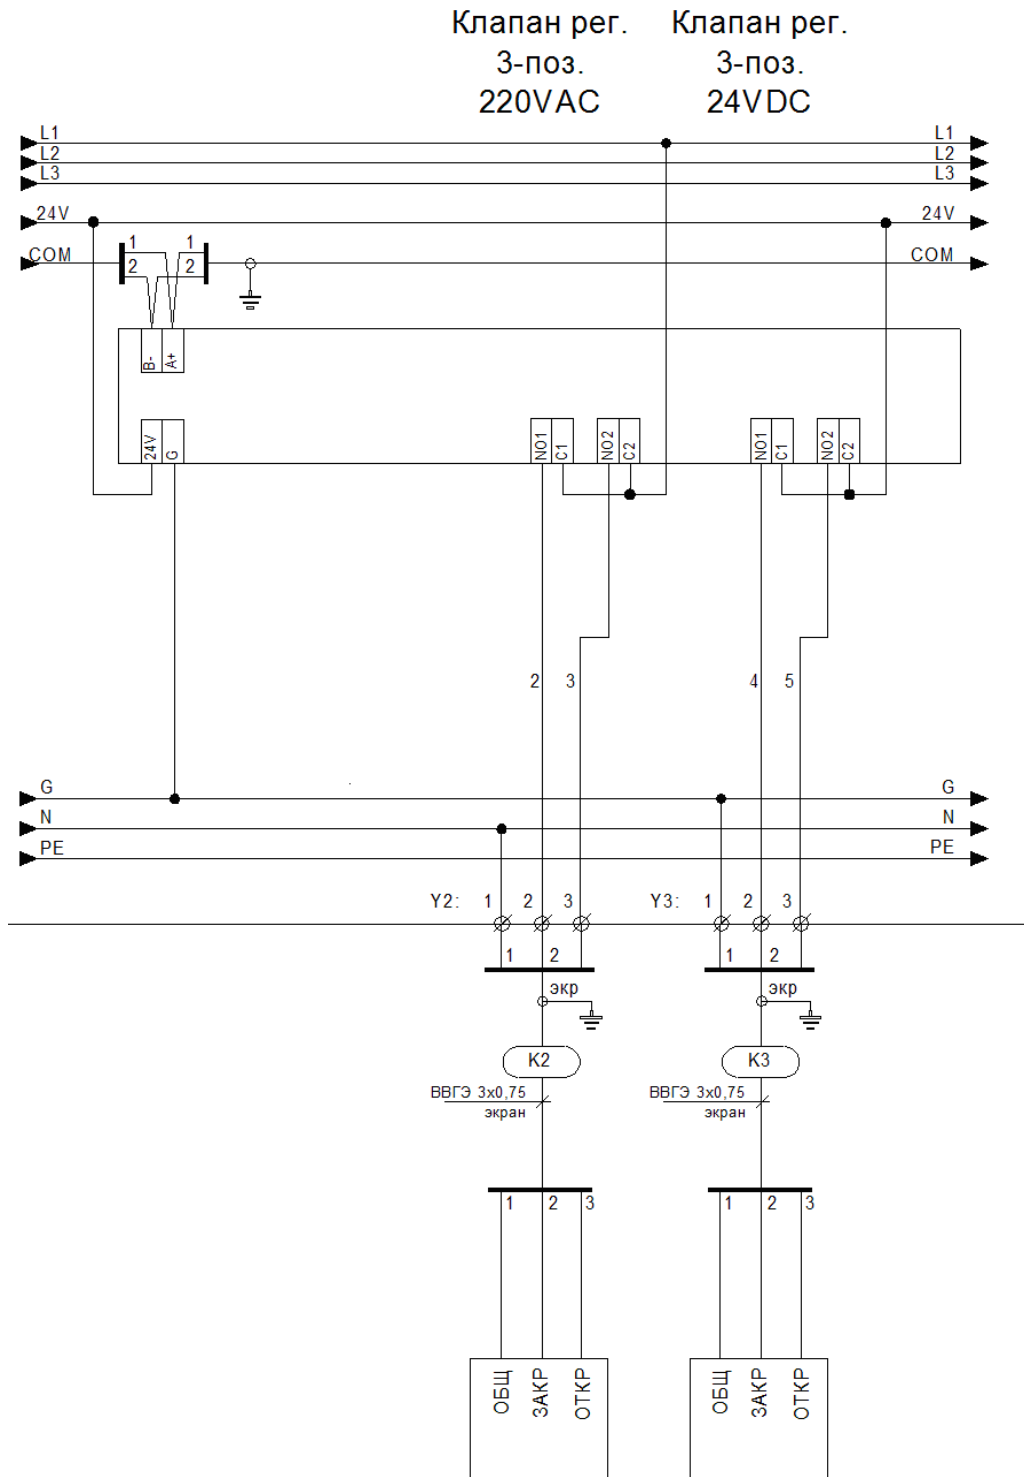 Клапан рег. Клапан рег.
3-поз. 3-поз.
220VAC 24VDC
L1 L1
L2 L2
L3 L3
24V 24V
COM 1 1 COM
2 2
B- A+
24V G NO1 C1 NO2 C2 NO1 C1 NO2 C2
2 3 4 5
G G
N N
PE PE
Y2: 1 2 3 Y3: 1 2 3
1 2 1 2
экр экр
K2 K3
ВВГЭ 3x0,75 ВВГЭ 3x0,75
экран экран
1 2 3 1 2 3
ОБЩ ЗАКР ОТКР ОБЩ ЗАКР ОТКР